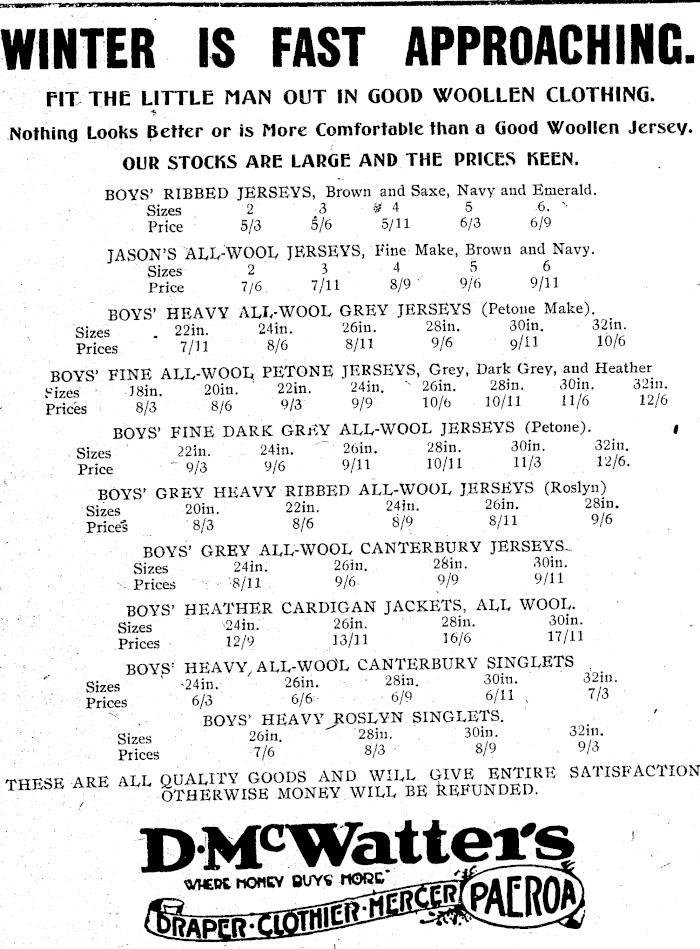 WINTER IS FAST APPROACHING.
FIT THE LITTLE MAN OUT IN GOOD WOOLLEN CLOTHING.
Nothing Looks Better or is More Comfortable than a Good Woollen Jersey.
OUR STOCKS ARE LARGE AND THE PRICES KEEN.
BOYS' RIBBED JERSEYS, Brown and Saxe, Navy and Emerald.
Sizes 2 3 4 5 6.
Price 5/3 5/6 5/11 6/3 6/9
JASON'S ALL-WOOL JERSEYS, Fine Make, Brown and Navy.
Sizes 2 3 4 5 6
Price 7/6 7/11 8/9 9/6 9/11
BOYS' HEAVY ALL-WOOL GREY JERSEYS (Petone Make).
Sizes 22in. 24in. 26in. 28in. 30in. 32in.
Prices 7/11 8/6 8/11 9/6 9/11 10/6
BOYS' FINE ALL-WOOL PETONE JERSEYS, Grey, Dark Grey, and Heather
Sizes 18in. 20in. 22in. 24in. 26in. 28in. 30in. 32in.
Prices 8/3 8/6 9/3 9/9 10/6 10/11 11/6 12/6
BOYS' FINE DARK GREY ALL-WOOL JERSEYS (Petone).
Sizes 22in. 24in. 26in. 28in. 30in. 32in.
Price 9/3 9/6 9/11 10/11 11/3 12/6.
BOYS' GREY HEAVY RIBBED ALL-WOOL JERSEYS (Roslyn)
Sizes 20in. 22in. 24in. 26in. 28in.
Prices 8/3 8/6 8/9 8/11 9/6
BOYS' GREY ALL-WOOL CANTERBURY JERSEYS.
Sizes 24in. 26in. 28in. 30in.
Prices 8/11 9/6 9/9 9/11
BOYS' HEATHER CARDIGAN JACKETS, ALL WOOL.
Sizes 24in. 26in. 28in. 30in.
Prices 12/9 13/11 16/6 17/11
BOYS' HEAVY ALL-WOOL CANTERBURY SINGLETS
Sizes 24in. 26in. 28in. 30in. 32in.
Prices 6/3 6/6 6/9 6/11 7/3
BOYS' HEAVY ROSLYN SINGLETS.
Sizes 26in. 28in. 30in. 32in.
Prices 7/6 8/3 8/9 9/3
THESE ARE ALL QUALITY GOODS AND WILL GIVE ENTIRE SATISFACTION
OTHERWISE MONEY WILL BE REFUNDED.
D. McWatters
"WHERE MONEY BUYS MORE"
DRAPER · CLOTHIER · MERCER PAEROA